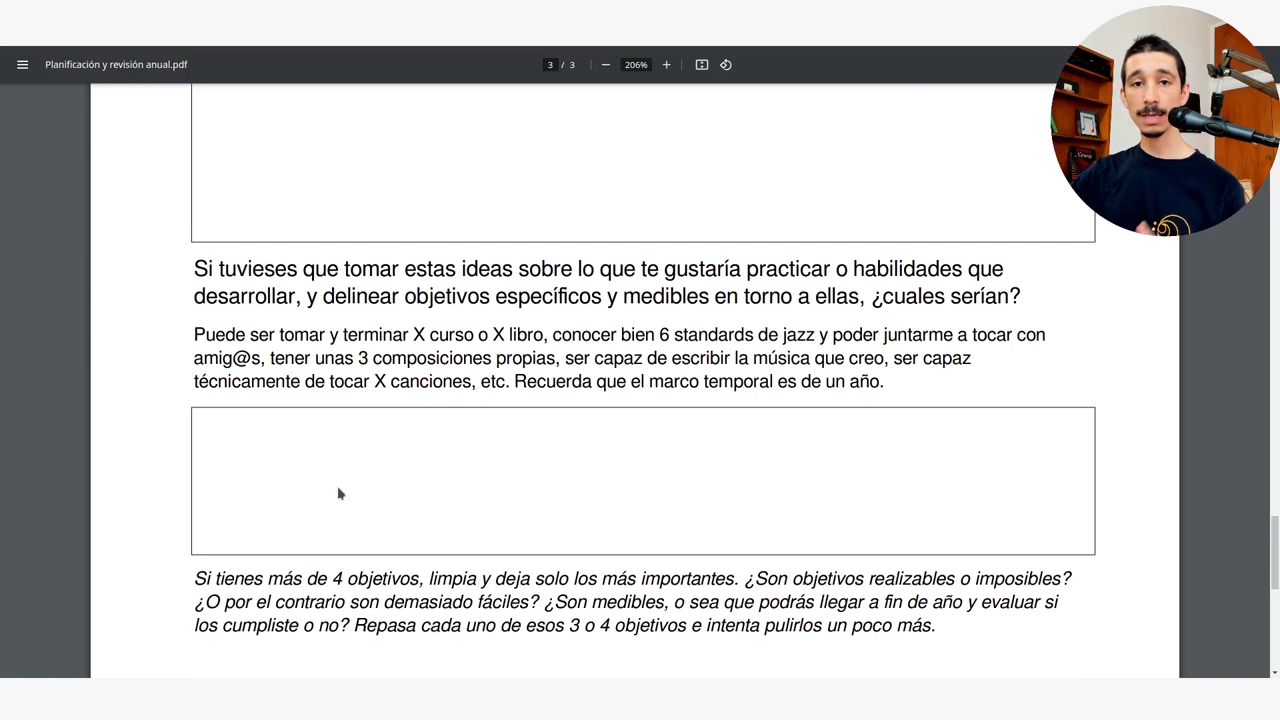 Planificación y revisión anual.pdf
3 / 3
206%
Si tuvieses que tomar estas ideas sobre lo que te gustaría practicar o habilidades que
desarrollar, y delinear objetivos específicos y medibles en torno a ellas, ¿cuales serían?
Puede ser tomar y terminar X curso o X libro, conocer bien 6 standards de jazz y poder juntarme a tocar con
amig@s, tener unas 3 composiciones propias, ser capaz de escribir la música que creo, ser capaz
técnicamente de tocar X canciones, etc. Recuerda que el marco temporal es de un año.
Si tienes más de 4 objetivos, limpia y deja solo los más importantes. ¿Son objetivos realizables o imposibles?
¿O por el contrario son demasiado fáciles? ¿Son medibles, o sea que podrás llegar a fin de año y evaluar si
los cumpliste o no? Repasa cada uno de esos 3 o 4 objetivos e intenta pulirlos un poco más.